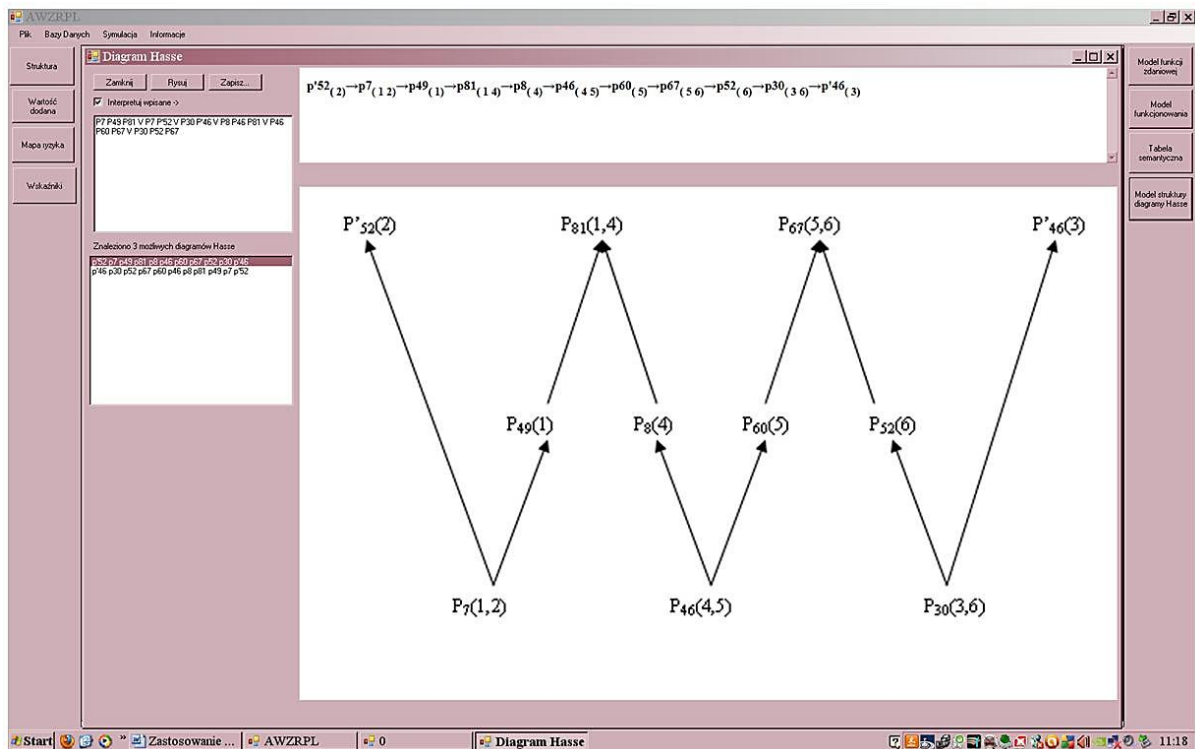 AWZRPL
Plik Bazy Danych Symulacja Informacje
Struktura
Wartość
dodana
Mapa ryzyka
Wskaźniki
Diagram Hasse
Zamknij Rysuj Zapisz...
Interpretuj wpisane ->
P7 P49 P81 V P7 P'52 V P30 P'46 V P8 P46 P81 V P46
P60 P67 V P30 P52 P67
Znaleziono 3 możliwych diagramów Hasse
p'52 p7 p49 p81 p8 p46 p60 p67 p52 p30 p'46
p'46 p30 p52 p67 p60 p46 p8 p81 p49 p7 p'52
p'52( 2)→p7( 1 2)→p49( 1)→p81( 1 4)→p8( 4)→p46( 4 5)→p60( 5)→p67( 5 6)→p52( 6)→p30( 3 6)→p'46( 3)
P'52(2) P81(1,4) P67(5,6) P'46(3)
P49(1) P8(4) P60(5) P52(6)
P7(1,2) P46(4,5) P30(3,6)
Model funkcji
zdaniowej
Model
funkcjonowania
Tabela
semantyczna
Model struktury
diagramy Hasse
Start » Zastosowanie ... AWZRPL 0 Diagram Hasse 11:18